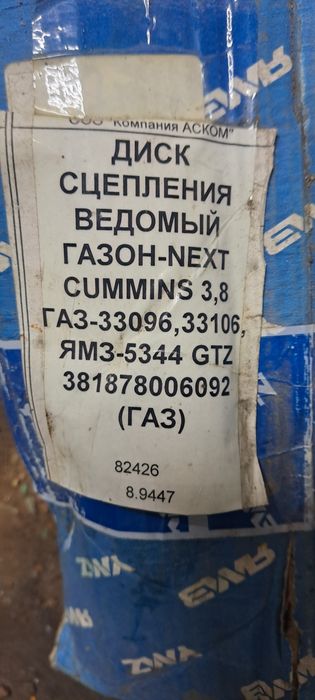 ООО "Компания АСКОМ"
ДИСК
СЦЕПЛЕНИЯ
ВЕДОМЫЙ
ГАЗОН-NEXT
CUMMINS 3,8
ГАЗ-33096,33106,
ЯМЗ-5344 GTZ
381878006092
(ГАЗ)
82426
8.9447